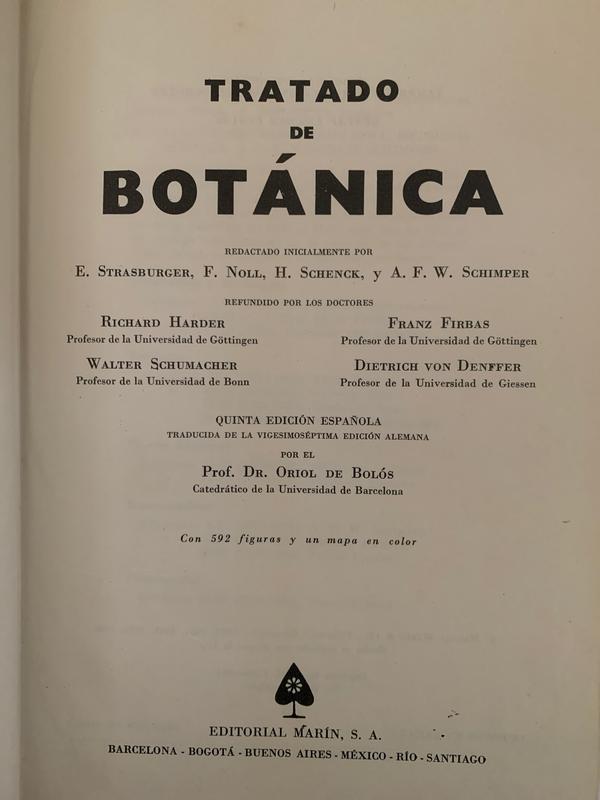 TRATADO
DE
BOTÁNICA
REDACTADO INICIALMENTE POR
E. STRASBURGER, F. NOLL, H. SCHENCK, Y A. F. W. SCHIMPER
REFUNDIDO POR LOS DOCTORES
RICHARD HARDER
Profesor de la Universidad de Göttingen
FRANZ FIRBAS
Profesor de la Universidad de Göttingen
WALTER SCHUMACHER
Profesor de la Universidad de Bonn
DIETRICH VON DENFFER
Profesor de la Universidad de Giessen
QUINTA EDICIÓN ESPAÑOLA
TRADUCIDA DE LA VIGESIMOSÉPTIMA EDICIÓN ALEMANA
POR EL
PROF. DR. ORIOL DE BOLÓS
Catedrático de la Universidad de Barcelona
Con 592 figuras y un mapa en color
EDITORIAL MARÍN, S. A.
BARCELONA - BOGOTÁ - BUENOS AIRES - MÉXICO - RÍO - SANTIAGO